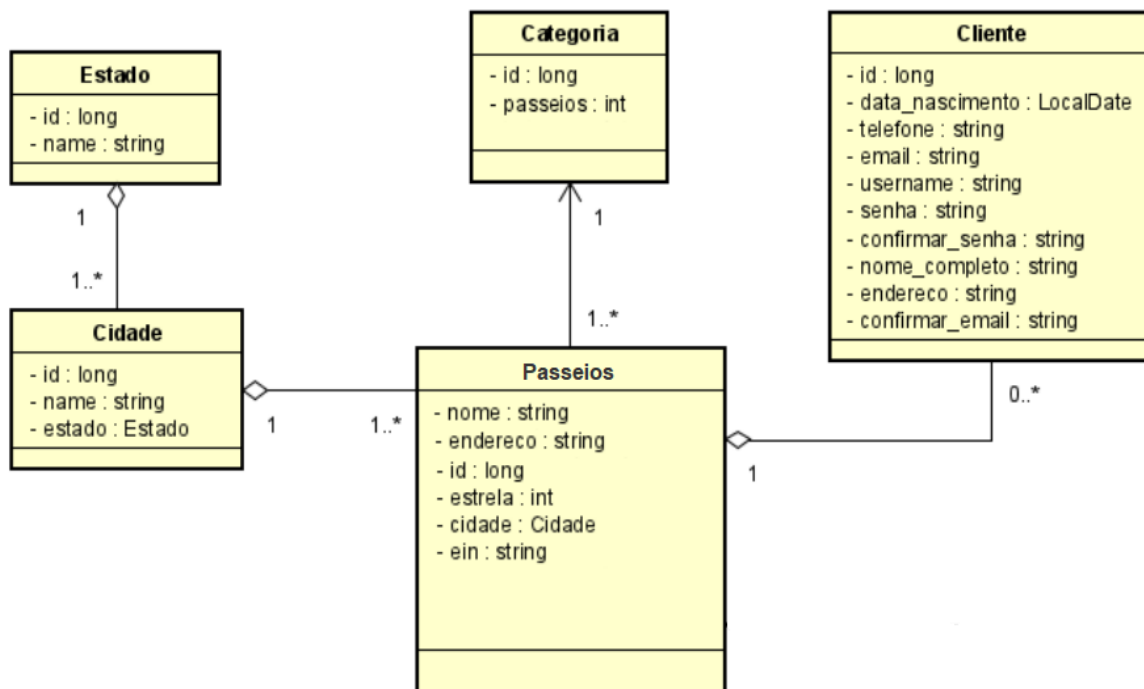 Estado
- id : long
- name : string
1
1..*
Cidade
- id : long
- name : string
- estado : Estado
1
1..*
Categoria
- id : long
- passeios : int
1
1..*
Passeios
- nome : string
- endereco : string
- id : long
- estrela : int
- cidade : Cidade
- ein : string
1
0..*
Cliente
- id : long
- data_nascimento : LocalDate
- telefone : string
- email : string
- username : string
- senha : string
- confirmar_senha : string
- nome_completo : string
- endereco : string
- confirmar_email : string